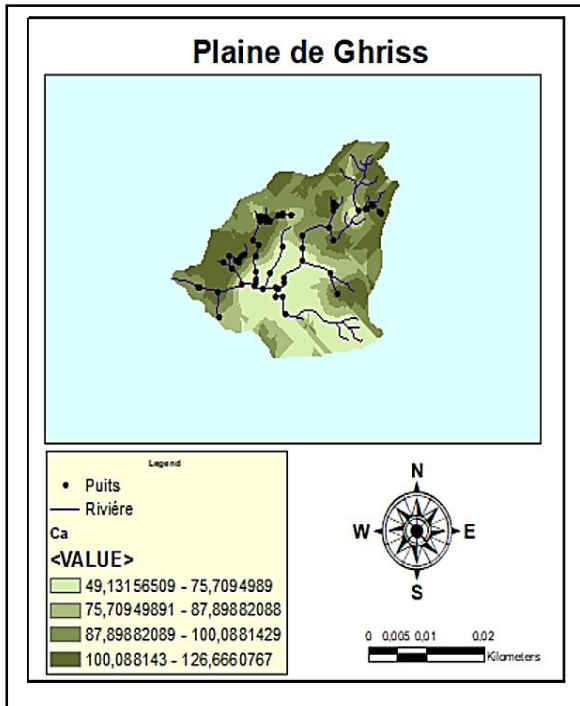 Plaine de Ghriss
Legend
Puits
Riviére
Ca
<VALUE>
49,13156509 - 75,7094989
75,70949891 - 87,89882088
87,89882089 - 100,0881429
100,088143 - 126,6660767
N
W E
S
0 0,005 0,01 0,02
Kilometers